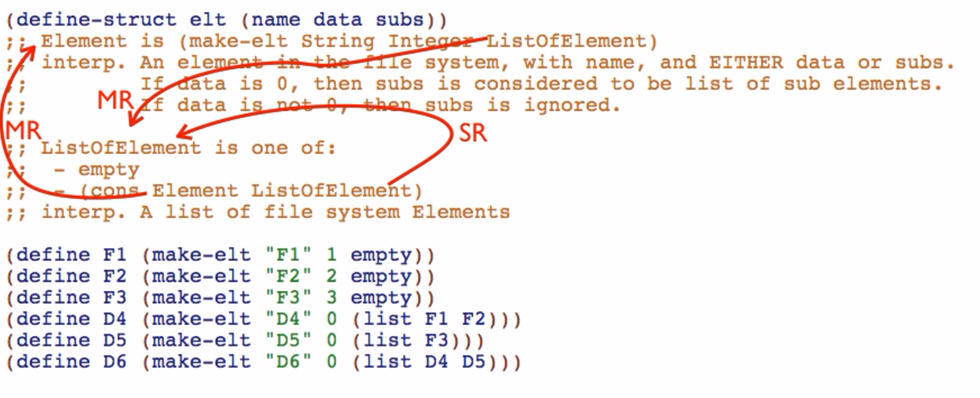 (define-struct elt (name data subs))
;; Element is (make-elt String Integer ListOfElement)
;; interp. An element in the file system, with name, and EITHER data or subs.
;;         If data is 0, then subs is considered to be list of sub elements.
;;         If data is not 0, then subs is ignored.
MR
MR
SR
;; ListOfElement is one of:
;;  - empty
;;  - (cons Element ListOfElement)
;; interp. A list of file system Elements
(define F1 (make-elt "F1" 1 empty))
(define F2 (make-elt "F2" 2 empty))
(define F3 (make-elt "F3" 3 empty))
(define D4 (make-elt "D4" 0 (list F1 F2)))
(define D5 (make-elt "D5" 0 (list F3)))
(define D6 (make-elt "D6" 0 (list D4 D5)))